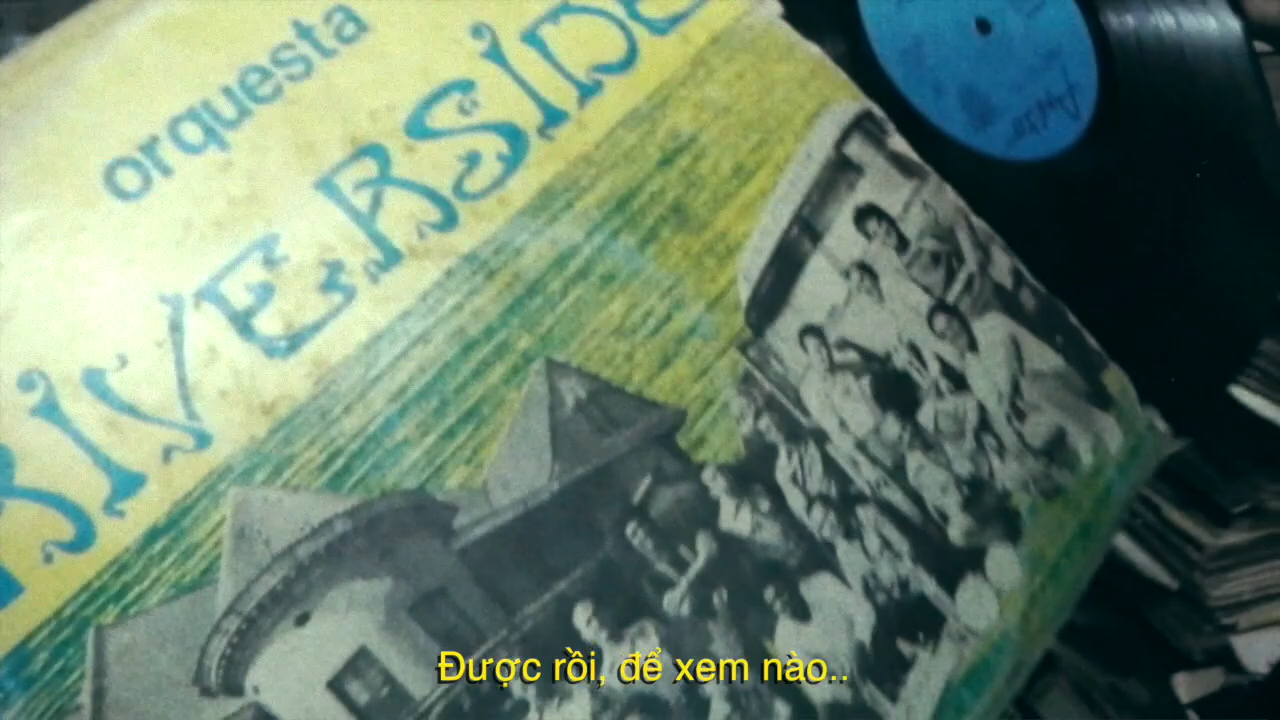 orquesta
RIVERSIDE
Được rồi, để xem nào..